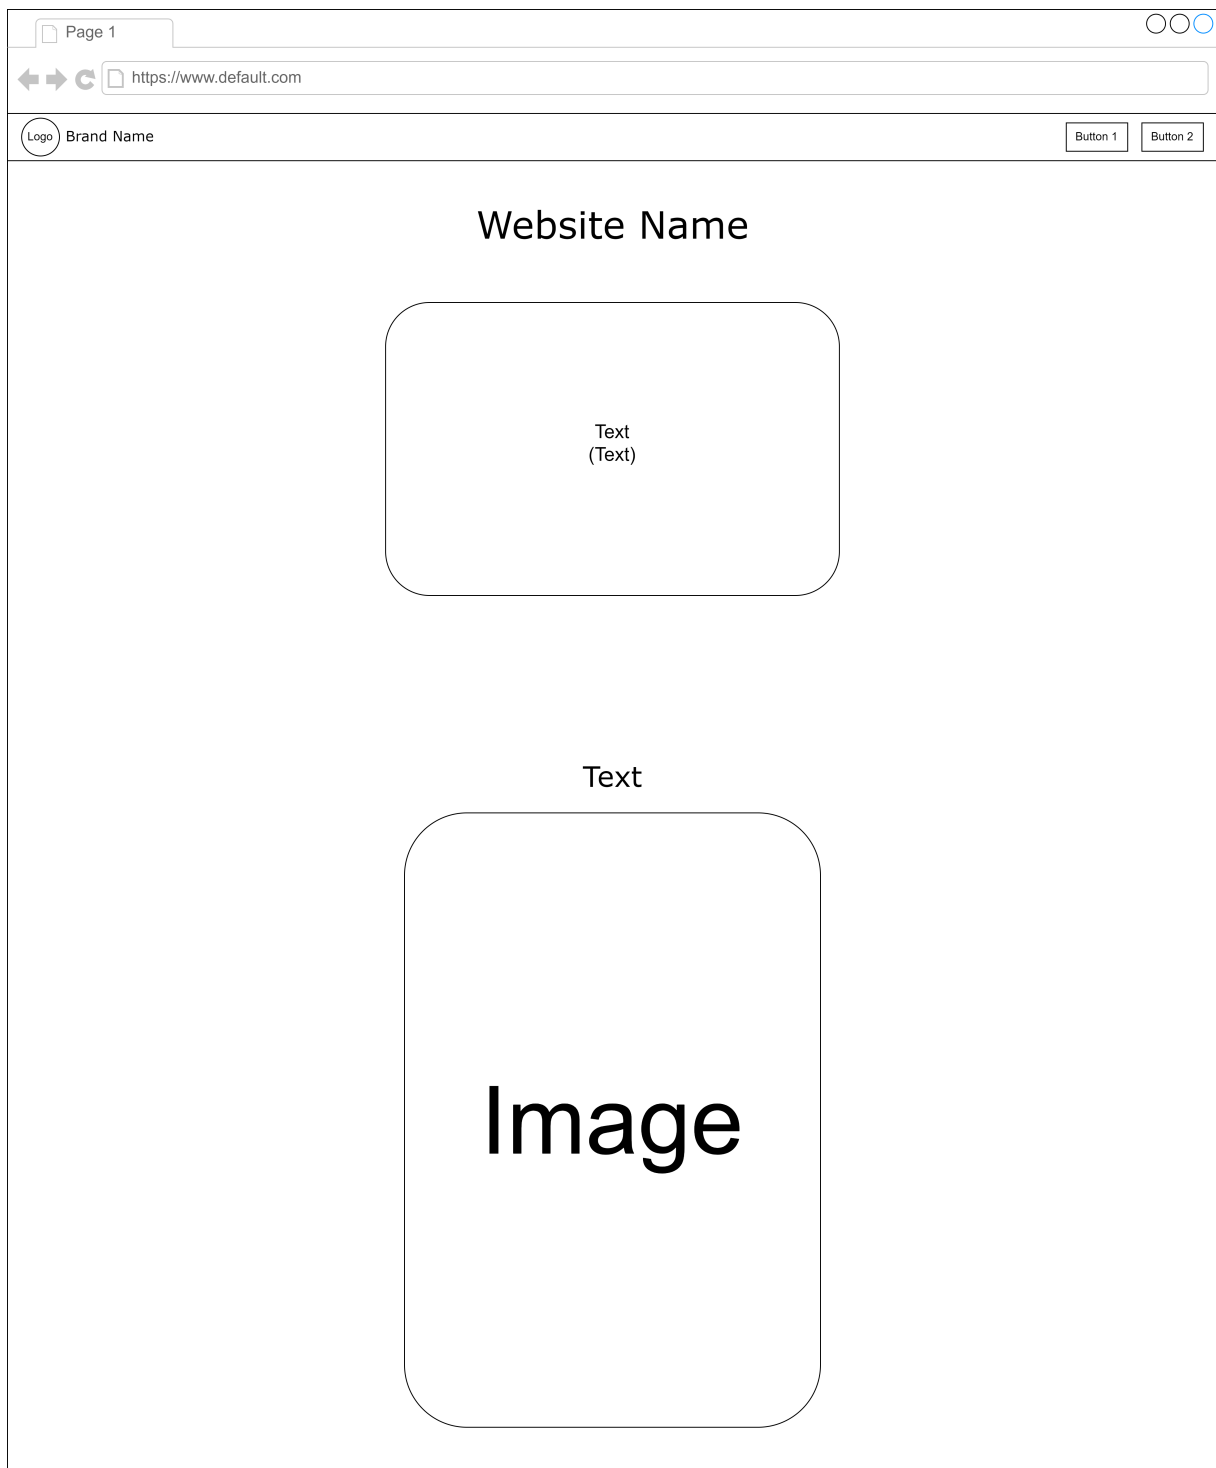 Page 1
https://www.default.com
Logo
Brand Name
Button 1
Button 2
Website Name
Text
(Text)
Text
Image